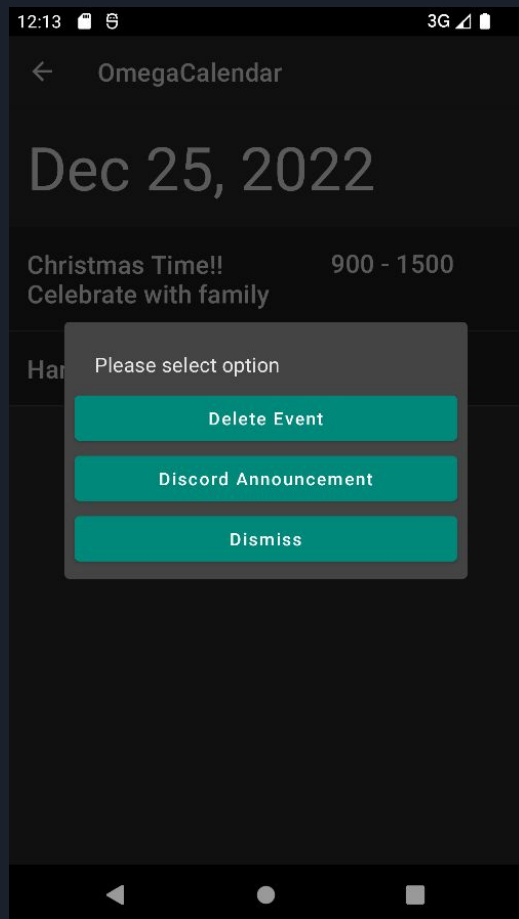 12:13 3G
OmegaCalendar
Dec 25, 2022
Christmas Time!! 900 - 1500
Celebrate with family
Please select option
Delete Event
Discord Announcement
Dismiss